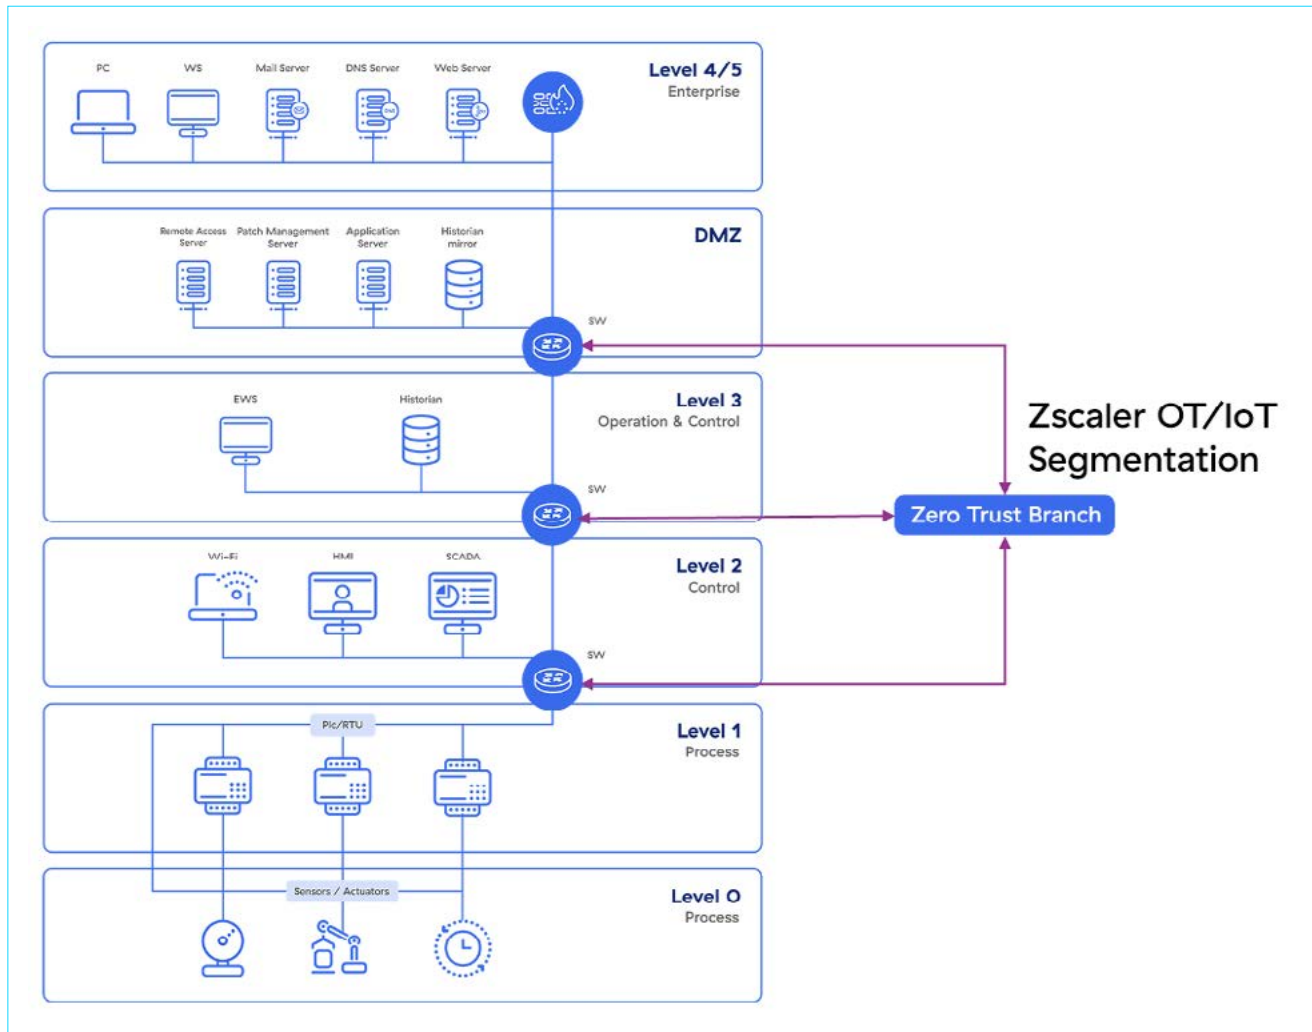 PC
WS
Mail Server
DNS Server
Web Server
Level 4/5
Enterprise
Remote Access
Server
Patch Management
Server
Application
Server
Historian
mirror
DMZ
SW
EWS
Historian
Level 3
Operation & Control
SW
Zscaler OT/IoT
Segmentation
Zero Trust Branch
Wi-Fi
HMI
SCADA
Level 2
Control
SW
Plc/RTU
Level 1
Process
Sensors / Actuators
Level 0
Process